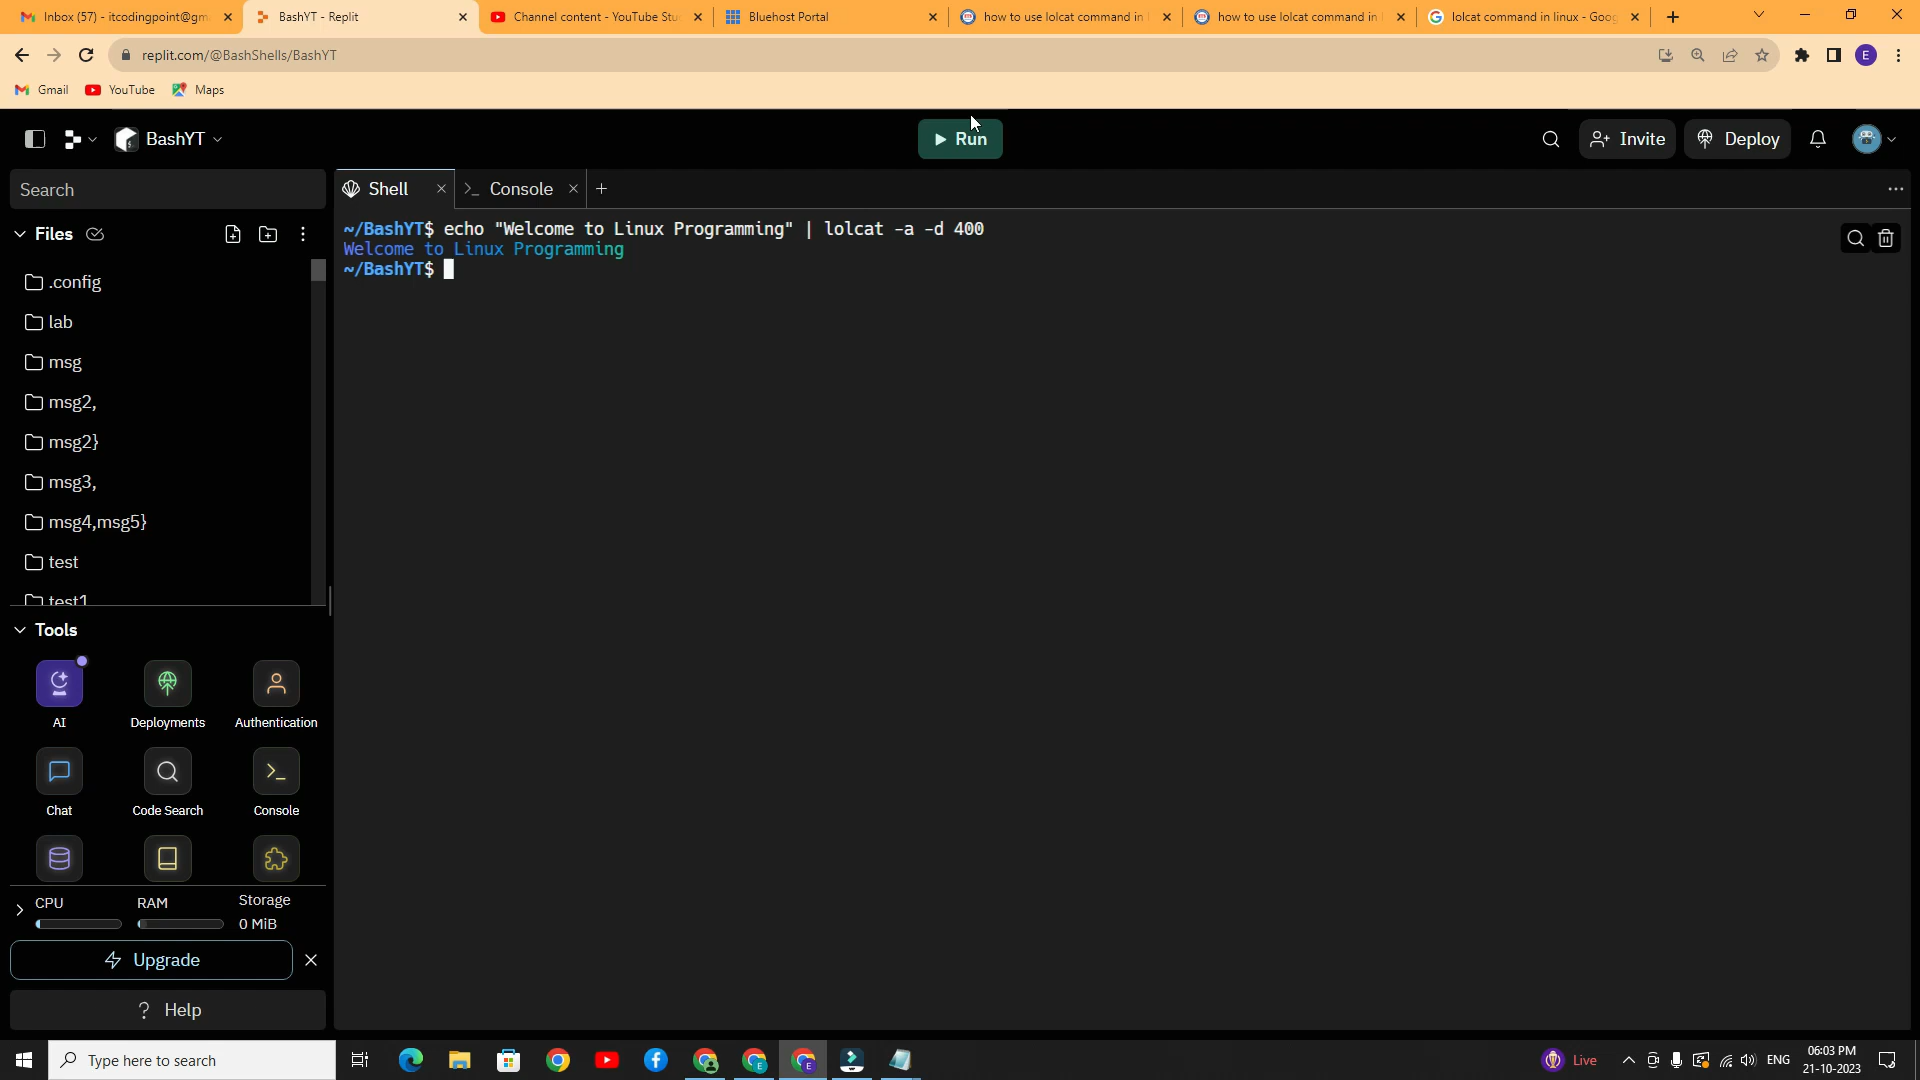 Inbox (57) - itcodingpoint@gm
BashYT - Replit
Channel content - YouTube Stu
Bluehost Portal
how to use lolcat command in
how to use lolcat command in
lolcat command in linux - Goog
replit.com/@BashShells/BashYT
E
Gmail
YouTube
Maps
BashYT
Run
Invite
Deploy
Search
Shell
Console
Files
~/BashYT$ echo "Welcome to Linux Programming" | lolcat -a -d 400
Welcome to Linux Programming
~/BashYT$
.config
lab
msg
msg2,
msg2}
msg3,
msg4,msg5}
test
test1
Tools
AI
Deployments
Authentication
Chat
Code Search
Console
CPU
RAM
Storage
0 MiB
Upgrade
? Help
Type here to search
Live
ENG
06:03 PM
21-10-2023